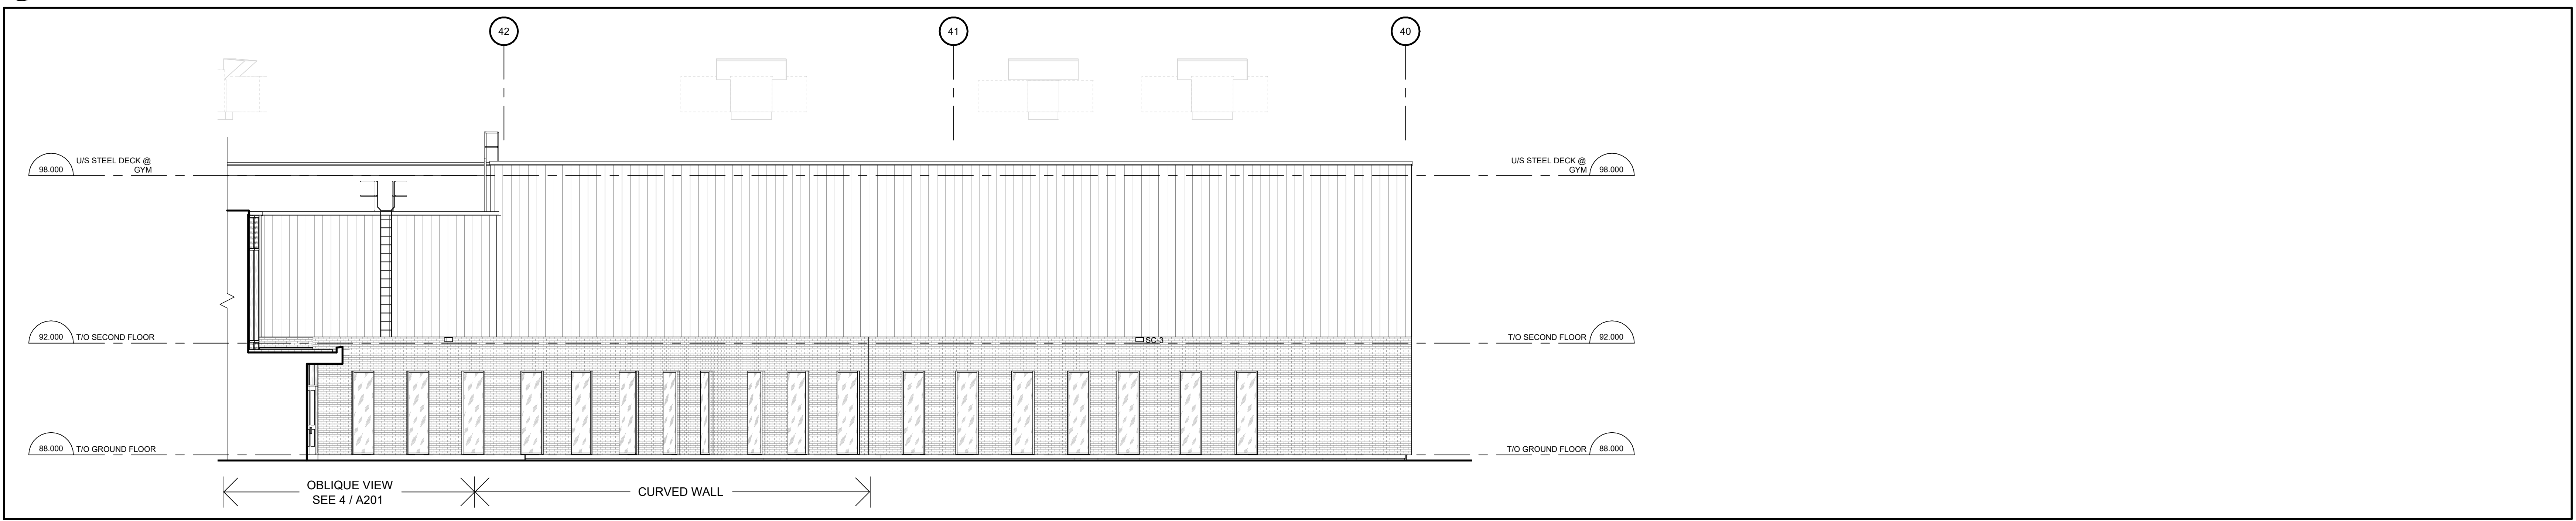 42
41
40
U/S STEEL DECK @
GYM
98.000
U/S STEEL DECK @
GYM
98.000
92.000
T/O SECOND FLOOR
T/O SECOND FLOOR
92.000
SC-3
88.000
T/O GROUND FLOOR
T/O GROUND FLOOR
88.000
OBLIQUE VIEW
SEE 4 / A201
CURVED WALL